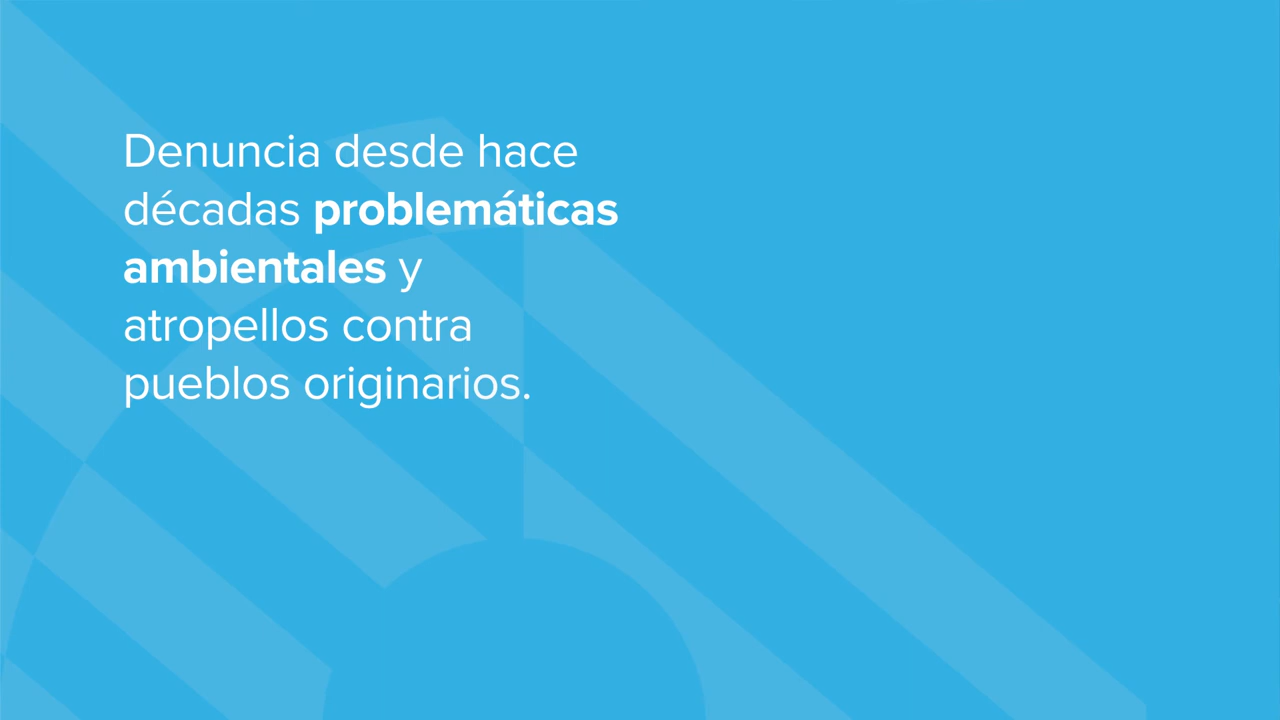 Denuncia desde hace
décadas problemáticas
ambientales y
atropellos contra
pueblos originarios.